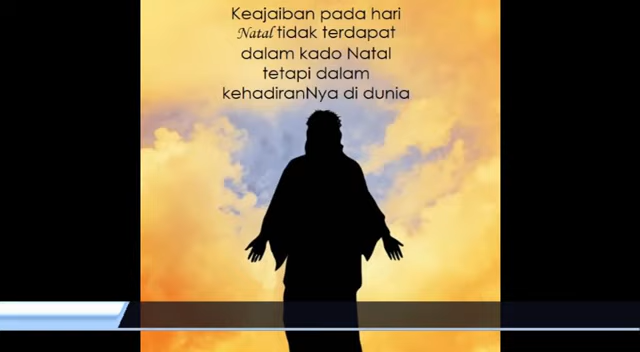 Keajaiban pada hari
Natal tidak terdapat
dalam kado Natal
tetapi dalam
kehadiranNya di dunia